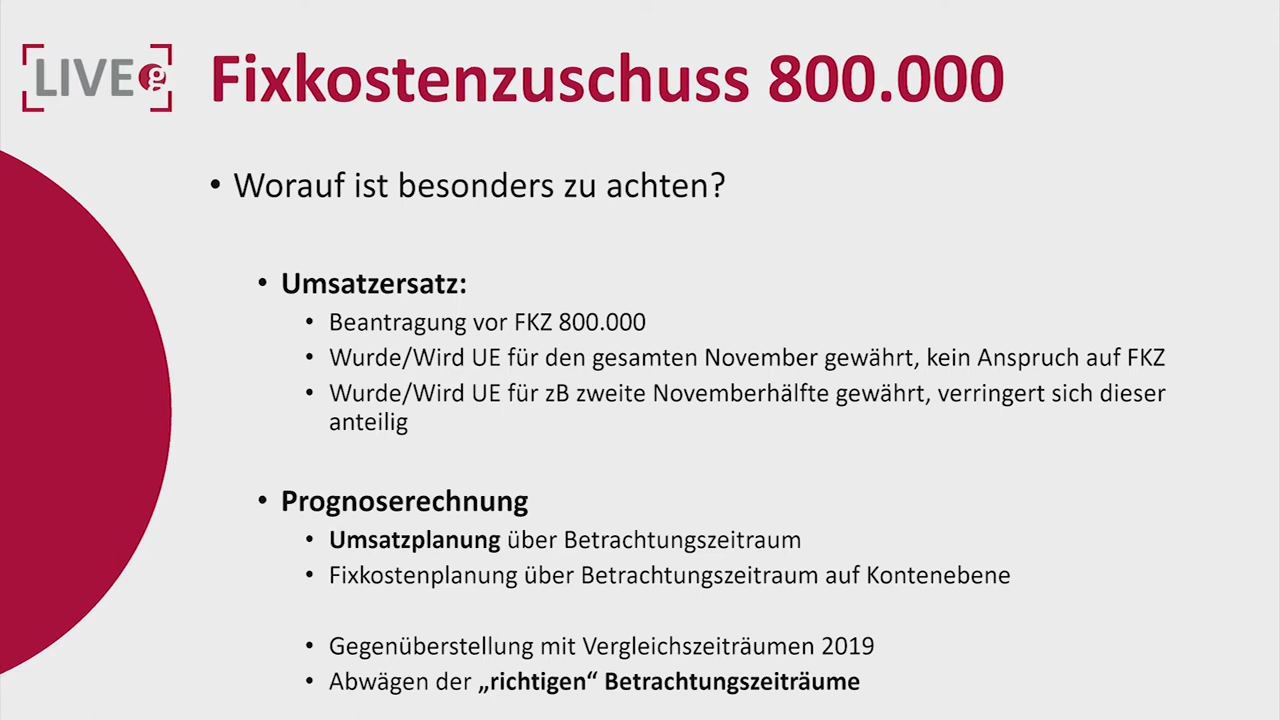 LIVE g
Fixkostenzuschuss 800.000
• Worauf ist besonders zu achten?
• Umsatzersatz:
• Beantragung vor FKZ 800.000
• Wurde/Wird UE für den gesamten November gewährt, kein Anspruch auf FKZ
• Wurde/Wird UE für zB zweite Novemberhälfte gewährt, verringert sich dieser
anteilig
• Prognoserechnung
• Umsatzplanung über Betrachtungszeitraum
• Fixkostenplanung über Betrachtungszeitraum auf Kontenebene
• Gegenüberstellung mit Vergleichszeiträumen 2019
• Abwägen der „richtigen“ Betrachtungszeiträume